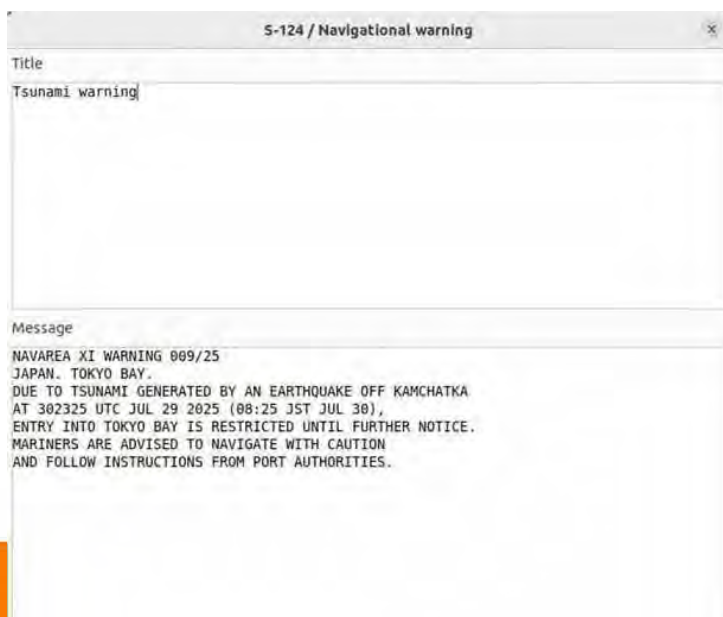 S-124 / Navigational warning
Title
Tsunami warning
Message
NAVAREA XI WARNING 009/25
JAPAN. TOKYO BAY.
DUE TO TSUNAMI GENERATED BY AN EARTHQUAKE OFF KAMCHATKA
AT 302325 UTC JUL 29 2025 (08:25 JST JUL 30),
ENTRY INTO TOKYO BAY IS RESTRICTED UNTIL FURTHER NOTICE.
MARINERS ARE ADVISED TO NAVIGATE WITH CAUTION
AND FOLLOW INSTRUCTIONS FROM PORT AUTHORITIES.